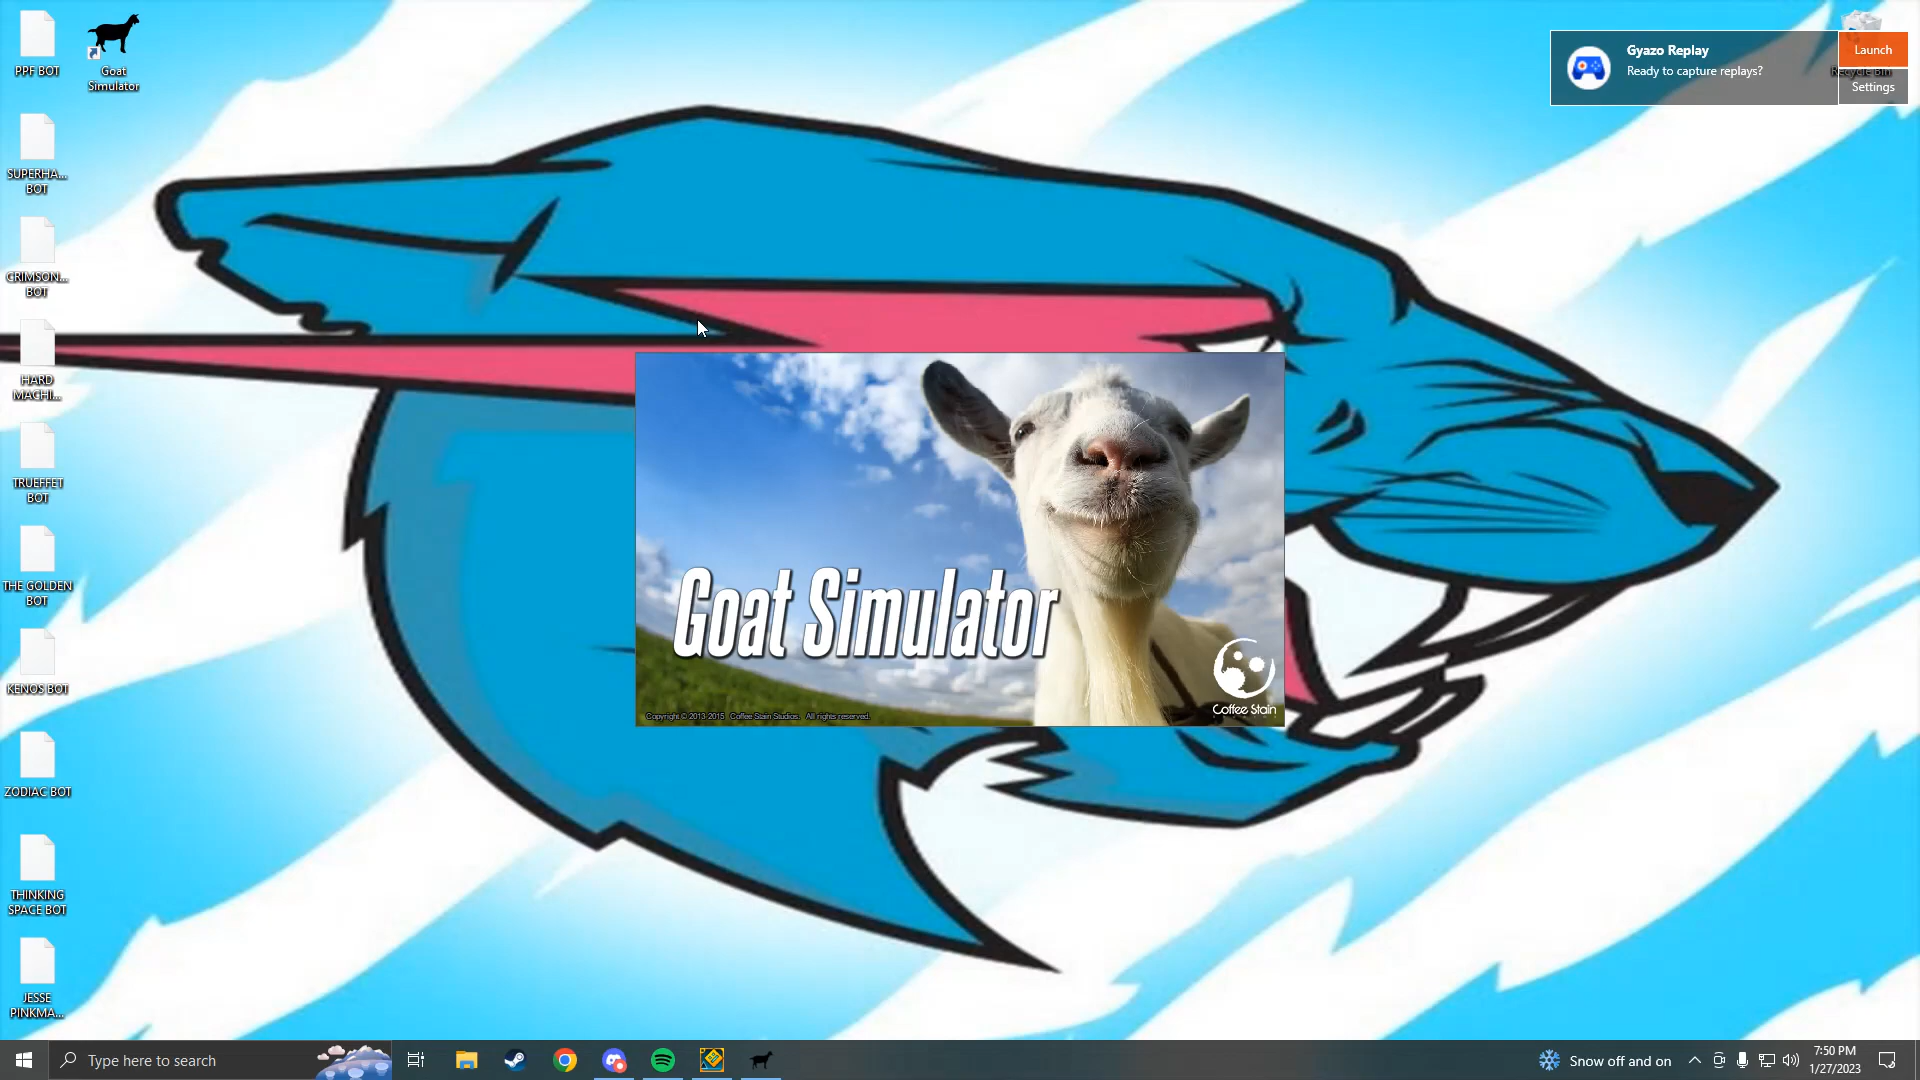 PPF BOT
Goat
Simulator
SUPERHA...
BOT
CRIMSON...
BOT
HARD
MACHI...
TRUEFFET
BOT
THE GOLDEN
BOT
KENOS BOT
ZODIAC BOT
THINKING
SPACE BOT
JESSE
PINKMA...
Gyazo Replay
Ready to capture replays?
Launch
Settings
Recycle Bin
Goat Simulator
Copyright © 2013-2015 Coffee Stain Studios. All rights reserved.
Coffee Stain
Type here to search
Snow off and on
7:50 PM
1/27/2023